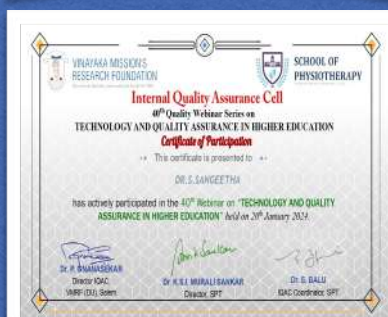 VINAYAKA MISSION'S
RESEARCH FOUNDATION
SCHOOL OF
PHYSIOTHERAPY
Internal Quality Assurance Cell
40th Quality Webinar Series on
TECHNOLOGY AND QUALITY ASSURANCE IN HIGHER EDUCATION
Certificate of Participation
This certificate is presented to
DR.S.SANGEETHA
has actively participated in the 40th Webinar on "TECHNOLOGY AND QUALITY
ASSURANCE IN HIGHER EDUCATION" held on 20th January 2024.
Dr. R. GNANASEKAR
Director IQAC
VMRF (DU), Salem
Dr. K.S.I. MURALI SANKAR
Director, SPT
Dr. S. BALU
IQAC Coordinator, SPT